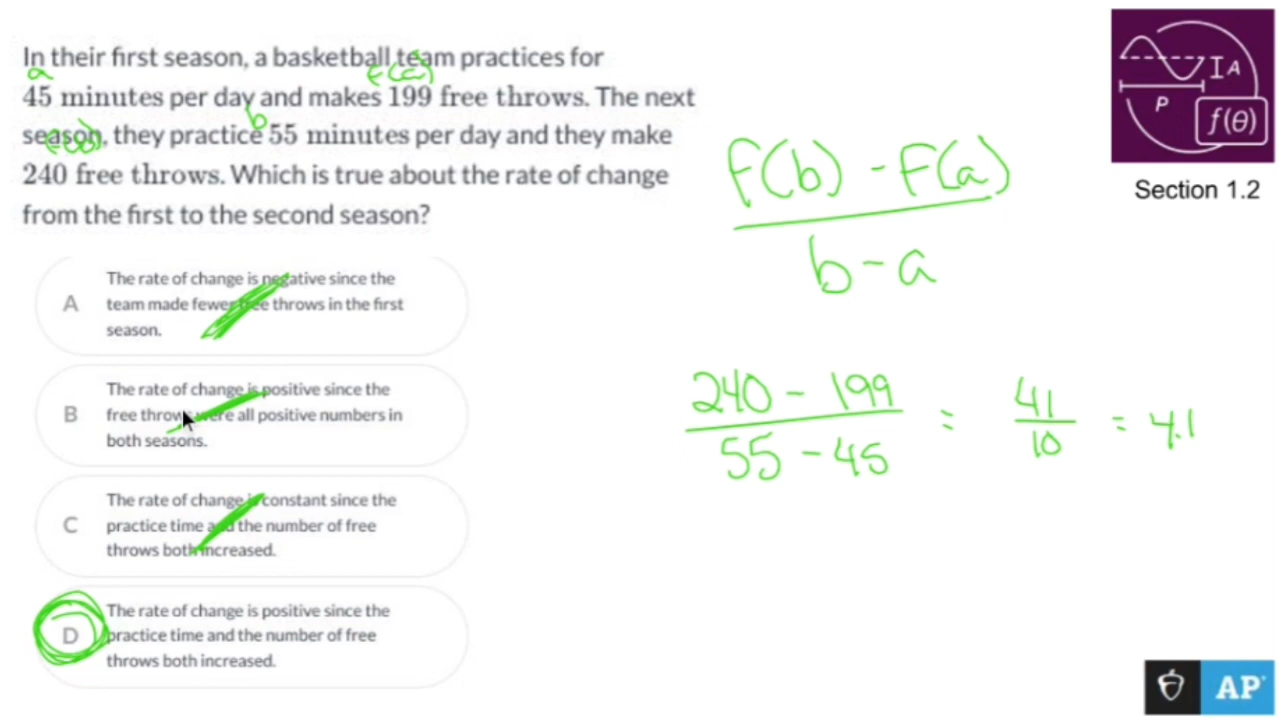 In their first season, a basketball team practices for
a
f(a)
45 minutes per day and makes 199 free throws. The next
b
season, they practice 55 minutes per day and they make
f(b)
240 free throws. Which is true about the rate of change
from the first to the second season?
A
The rate of change is negative since the
team made fewer free throws in the first
season.
B
The rate of change is positive since the
free throws were all positive numbers in
both seasons.
C
The rate of change is constant since the
practice time and the number of free
throws both increased.
D
The rate of change is positive since the
practice time and the number of free
throws both increased.
f(b) - f(a)
b - a
240 - 199
55 - 45
=
41
10
= 4.1
A
P
f(θ)
Section 1.2
AP